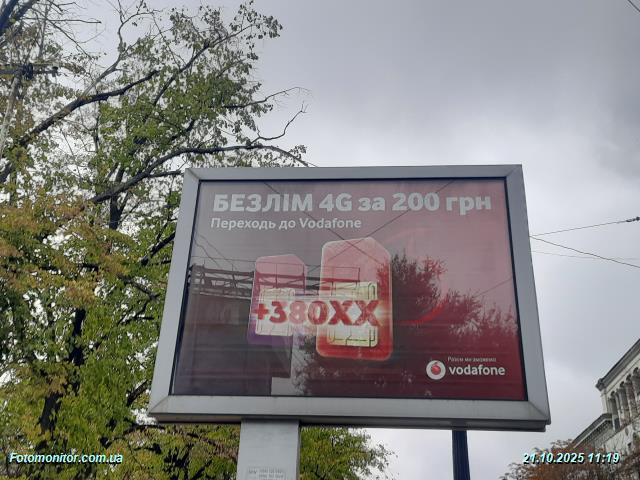 БЕЗЛІМ 4G за 200 грн
Переходь до Vodafone
+380XX
Разом ми можемо
vodafone
Fotomonitor.com.ua
21.10.2025 11:19